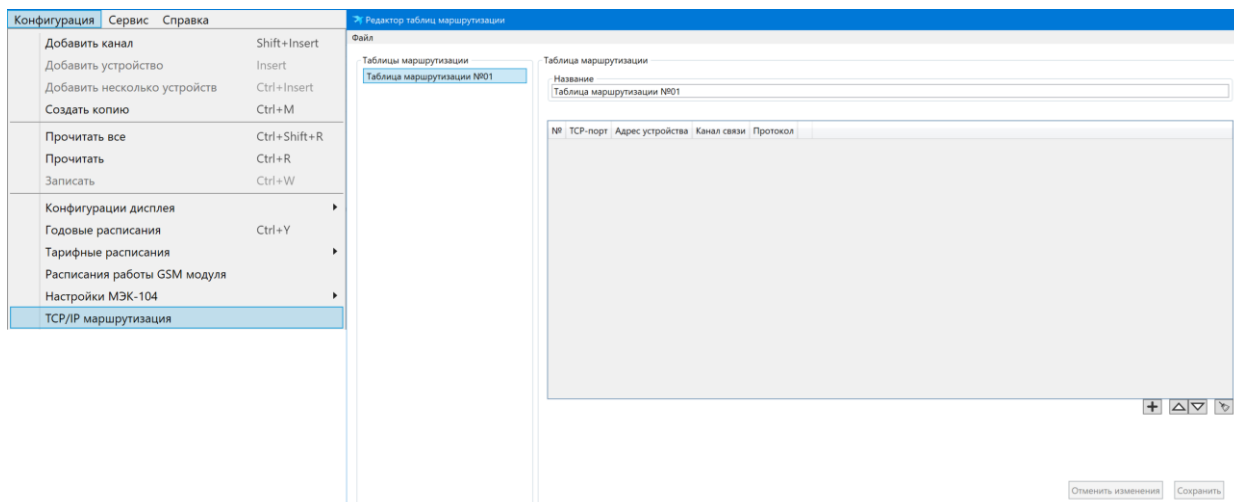 Конфигурация Сервис Справка
Добавить канал Shift+Insert
Добавить устройство Insert
Добавить несколько устройств Ctrl+Insert
Создать копию Ctrl+M
Прочитать все Ctrl+Shift+R
Прочитать Ctrl+R
Записать Ctrl+W
Конфигурации дисплея
Годовые расписания Ctrl+Y
Тарифные расписания
Расписания работы GSM модуля
Настройки МЭК-104
TCP/IP маршрутизация
Редактор таблиц маршрутизации
Файл
Таблицы маршрутизации
Таблица маршрутизации №01
Таблица маршрутизации
Название
Таблица маршрутизации №01
№ TCP-порт Адрес устройства Канал связи Протокол
Отменить изменения Сохранить